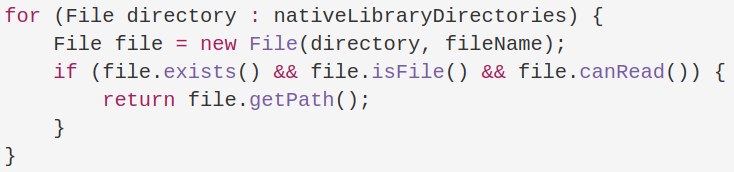 for (File directory : nativeLibraryDirectories) {
    File file = new File(directory, fileName);
    if (file.exists() && file.isFile() && file.canRead()) {
        return file.getPath();
    }
}